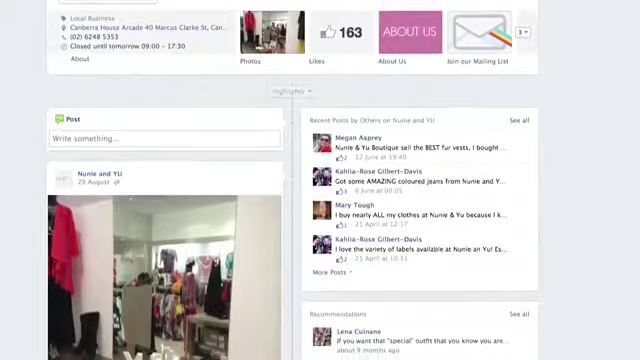 Local Business
Canberra House Arcade 40 Marcus Clarke St, Can...
(02) 6248 5353
Closed until tomorrow 09:00 - 17:30
About
163
ABOUT US
3
Photos
Likes
About Us
Join our Mailing List
Highlights
Post
Write something...
Nunie and YU
29 August
Recent Posts by Others on Nunie and YU
See all
Megan Asprey
Nunie & Yu Boutique sell the BEST fur vests, I bought ...
2 · 12 June at 19:40
Kahlia-Rose Gilbert-Davis
Got some AMAZING coloured jeans from Nunie and Y...
3 · 6 June at 00:05
Mary Tough
I buy nearly ALL my clothes at Nunie & Yu because I k...
1 · 21 April at 12:17
Kahlia-Rose Gilbert-Davis
I love the variety of labels available at Nunie an Yu! Es...
2 · 21 April at 10:31
More Posts
Recommendations
See all
Lena Culnane
If you want that "special" outfit that you know you are...
about 9 months ago